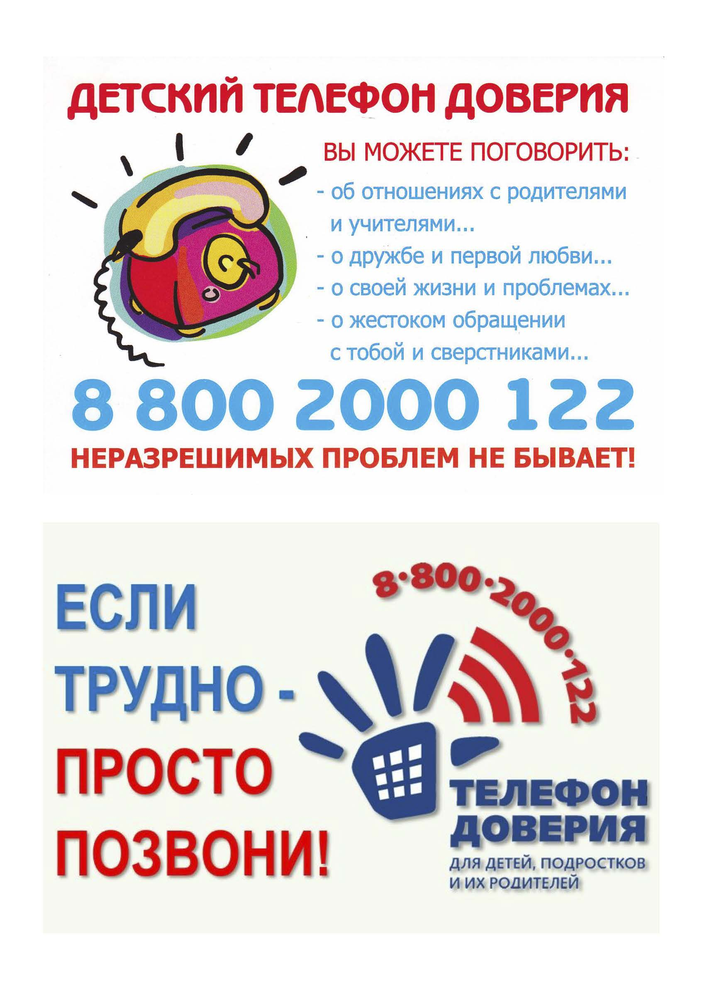 ДЕТСКИЙ ТЕЛЕФОН ДОВЕРИЯ
ВЫ МОЖЕТЕ ПОГОВОРИТЬ:
- об отношениях с родителями
и учителями...
- о дружбе и первой любви...
- о своей жизни и проблемах...
- о жестоком обращении
с тобой и сверстниками...
8 800 2000 122
НЕРАЗРЕШИМЫХ ПРОБЛЕМ НЕ БЫВАЕТ!
ЕСЛИ
ТРУДНО -
ПРОСТО
ПОЗВОНИ!
8·800·2000·122
ТЕЛЕФОН
ДОВЕРИЯ
ДЛЯ ДЕТЕЙ, ПОДРОСТКОВ
И ИХ РОДИТЕЛЕЙ